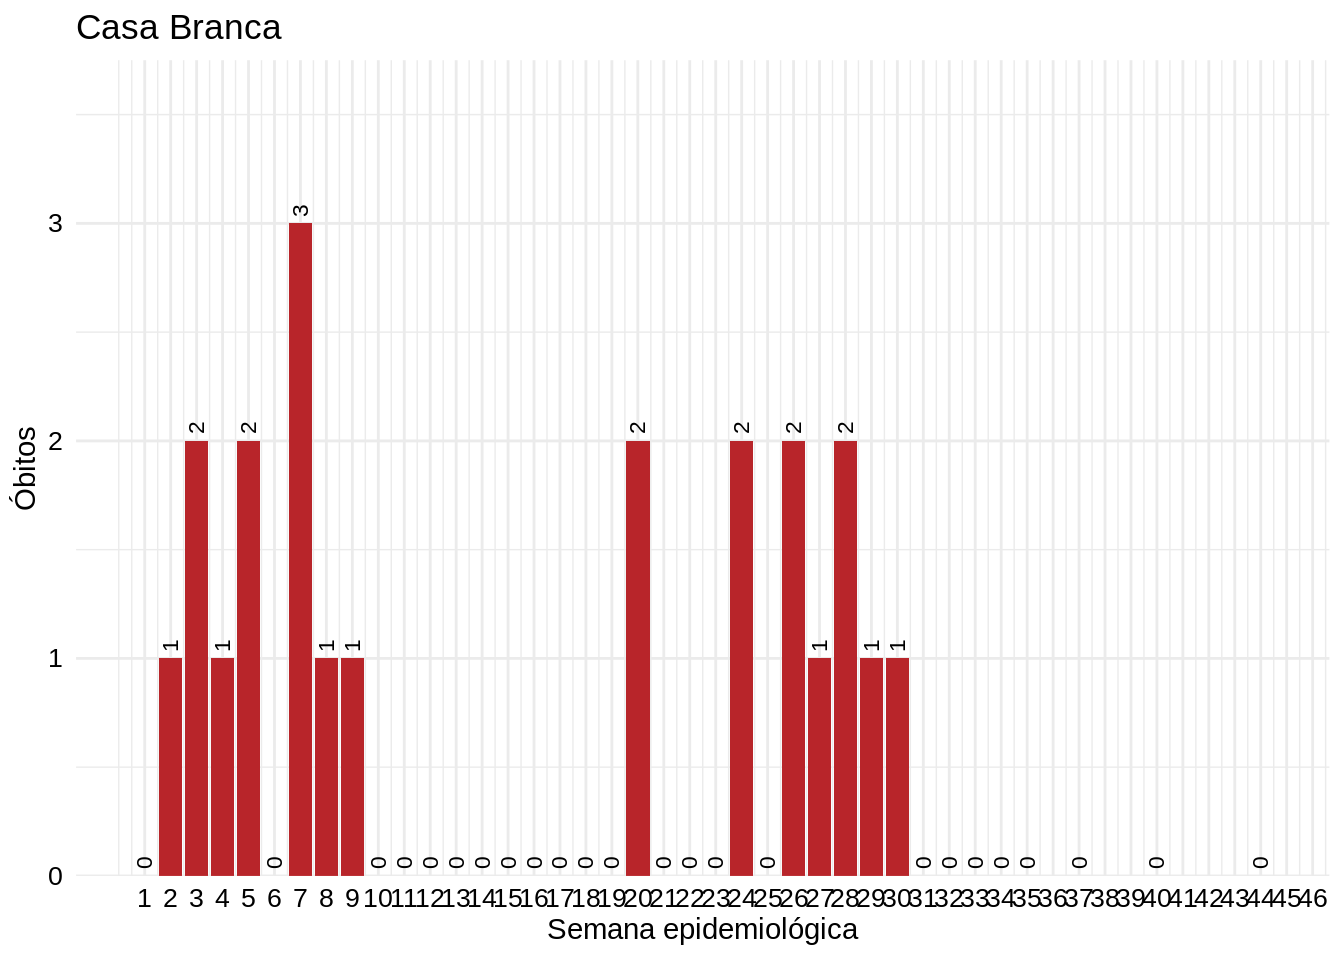 Casa Branca
Óbitos
3
2
1
0
3
2 2 2 2 2 2
1 1 1 1 1 1 1
0 0 0 0 0 0 0 0 0 0 0 0 0 0 0 0 0 0 0 0 0 0 0 0
1 2 3 4 5 6 7 8 9 10 11 12 13 14 15 16 17 18 19 20 21 22 23 24 25 26 27 28 29 30 31 32 33 34 35 36 37 38 39 40 41 42 43 44 45 46
Semana epidemiológica